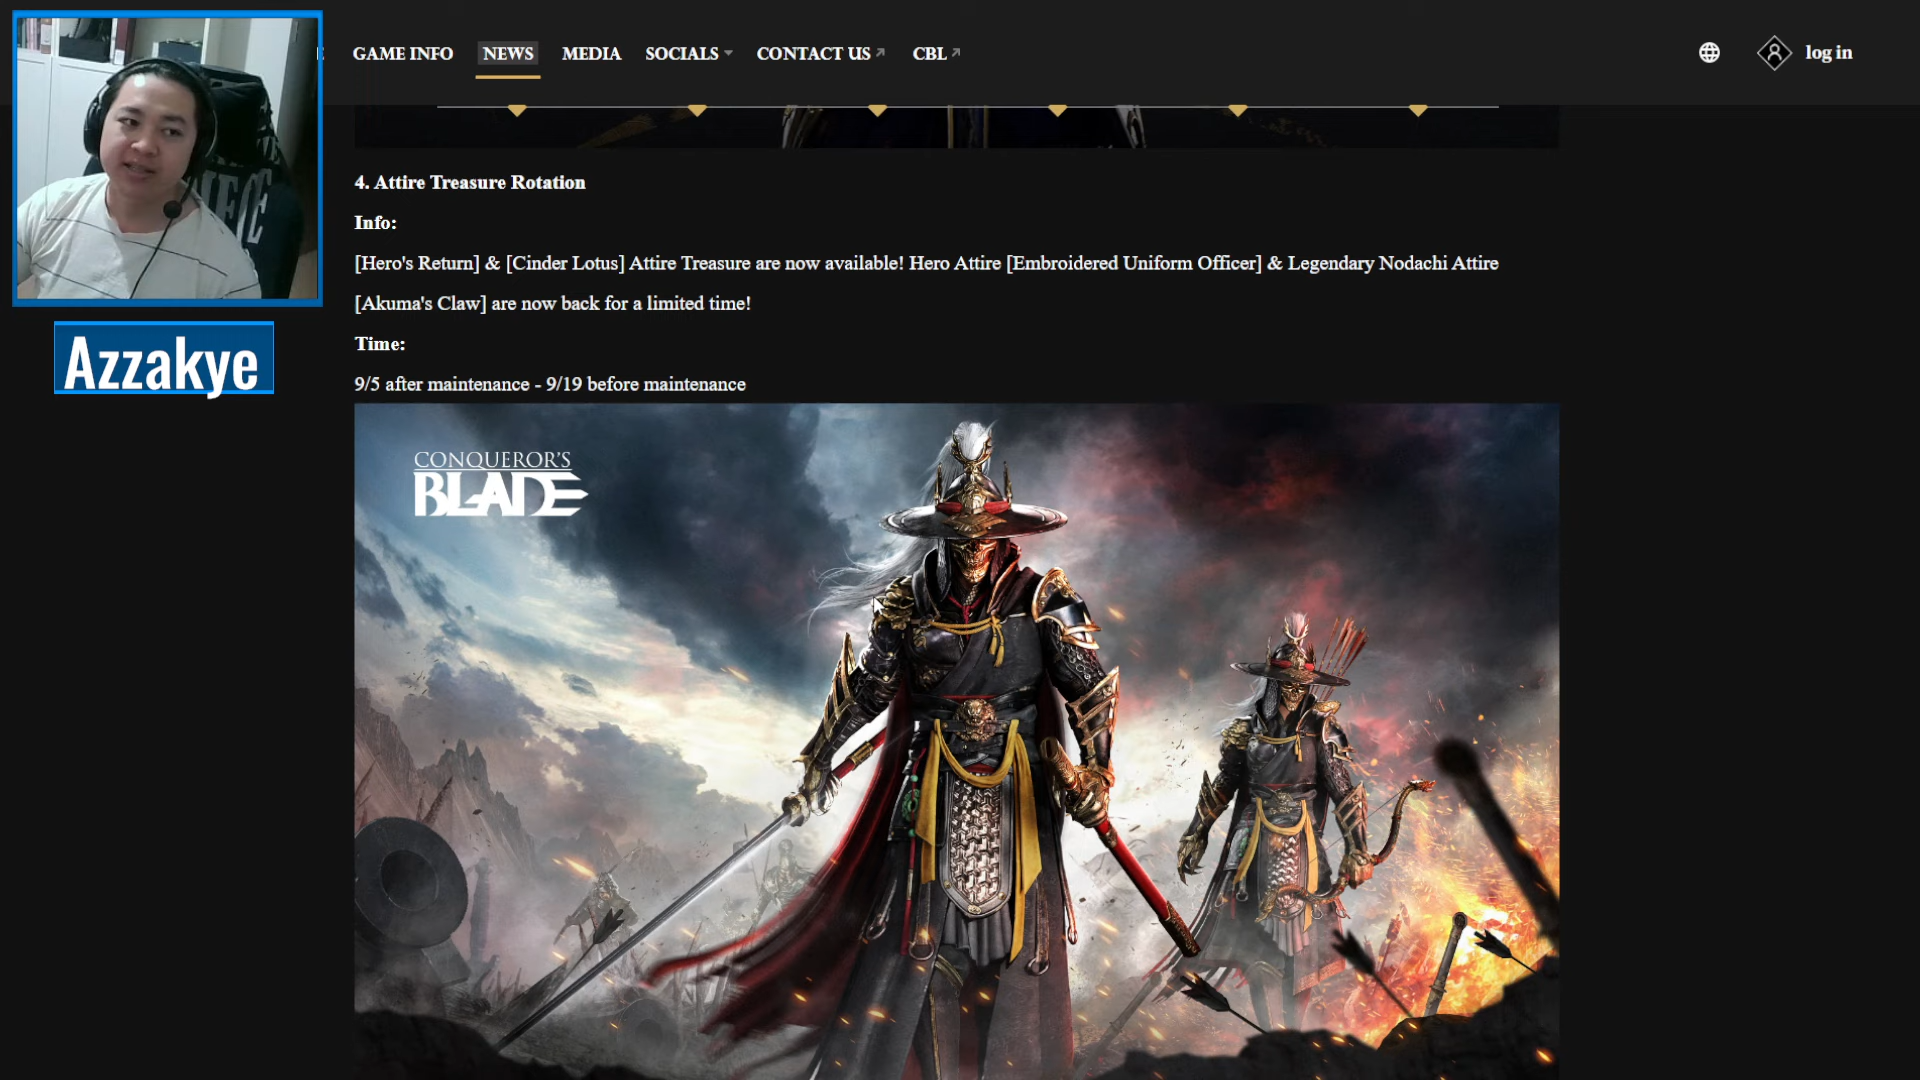 GAME INFO
NEWS
MEDIA
SOCIALS
CONTACT US
CBL
log in
Azzakye
4. Attire Treasure Rotation
Info:
[Hero's Return] & [Cinder Lotus] Attire Treasure are now available! Hero Attire [Embroidered Uniform Officer] & Legendary Nodachi Attire
[Akuma's Claw] are now back for a limited time!
Time:
9/5 after maintenance - 9/19 before maintenance
CONQUEROR'S
BLADE